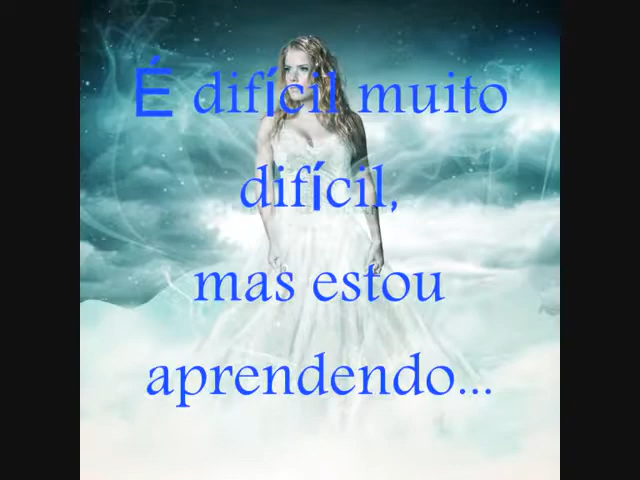 É difícil muito
difícil,
mas estou
aprendendo...